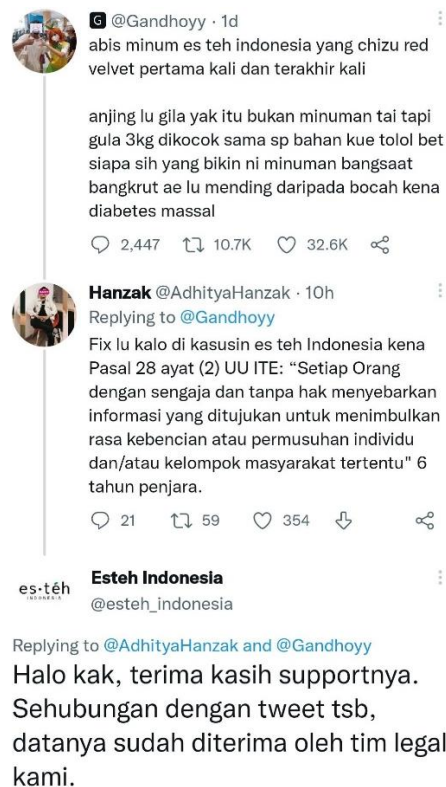 G @Gandhoyy · 1d
abis minum es teh indonesia yang chizu red
velvet pertama kali dan terakhir kali
anjing lu gila yak itu bukan minuman tai tapi
gula 3kg dikocok sama sp bahan kue tolol bet
siapa sih yang bikin ni minuman bangsaat
bangkrut ae lu mending daripada bocah kena
diabetes massal
2,447 10.7K 32.6K
Hanzak @AdhityaHanzak · 10h
Replying to @Gandhoyy
Fix lu kalo di kasusin es teh Indonesia kena
Pasal 28 ayat (2) UU ITE: “Setiap Orang
dengan sengaja dan tanpa hak menyebarkan
informasi yang ditujukan untuk menimbulkan
rasa kebencian atau permusuhan individu
dan/atau kelompok masyarakat tertentu" 6
tahun penjara.
21 59 354
es·téh
INDONESIA
Esteh Indonesia
@esteh_indonesia
Replying to @AdhityaHanzak and @Gandhoyy
Halo kak, terima kasih supportnya.
Sehubungan dengan tweet tsb,
datanya sudah diterima oleh tim legal
kami.